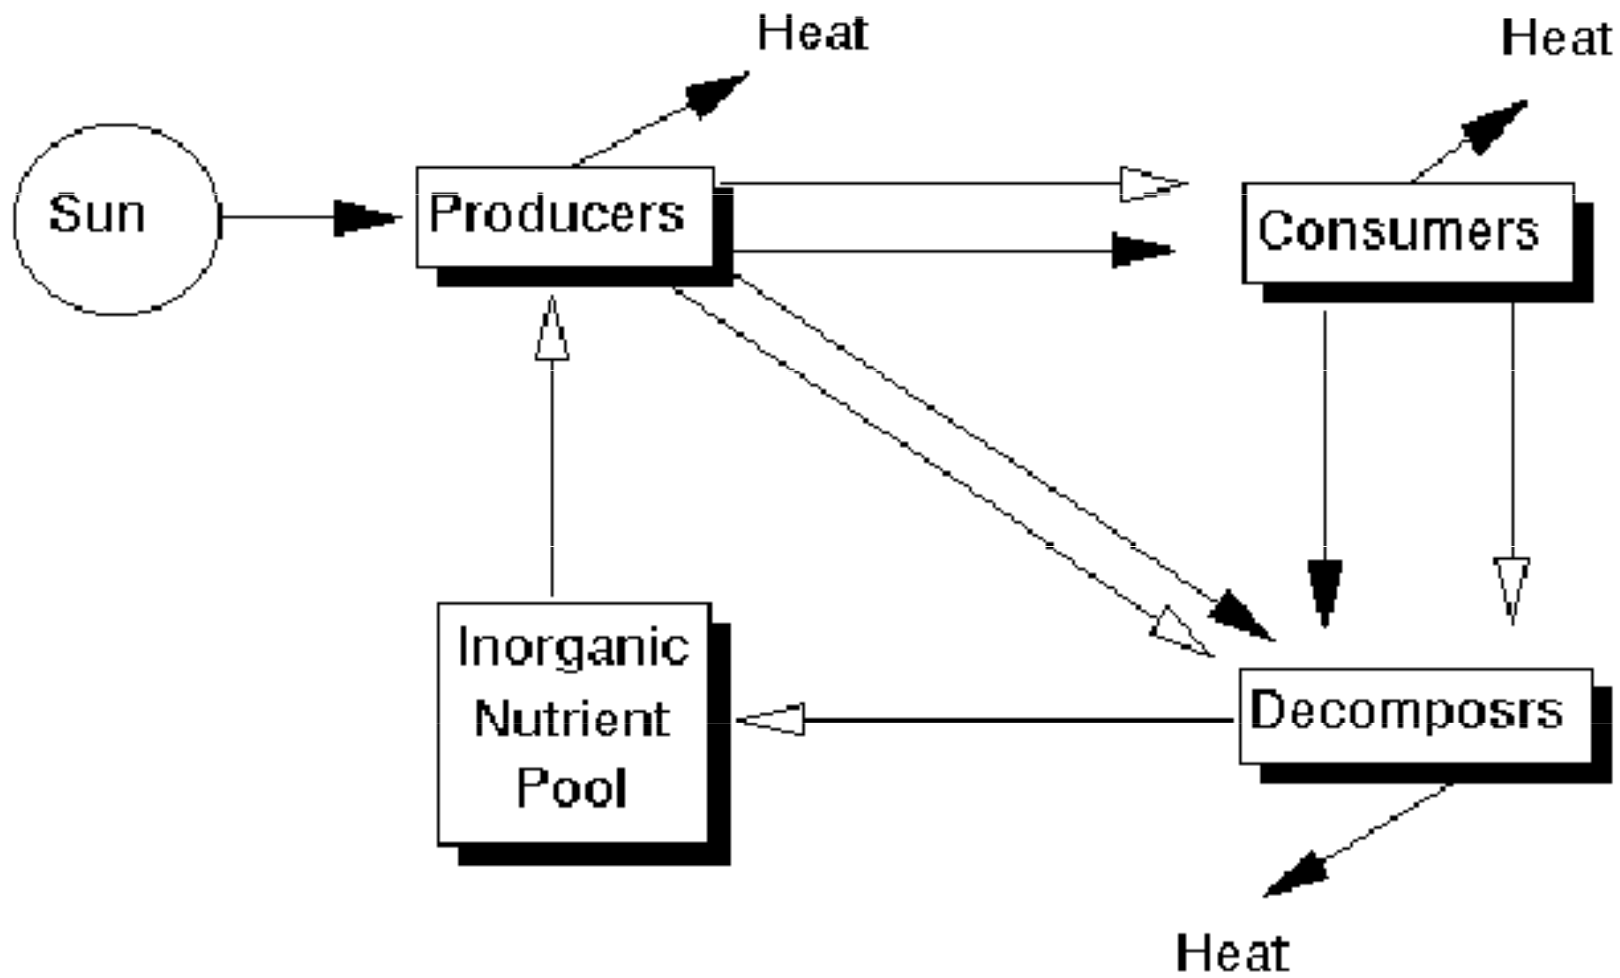 Heat
Heat
Sun
Producers
Consumers
Inorganic
Nutrient
Pool
Decomposrs
Heat